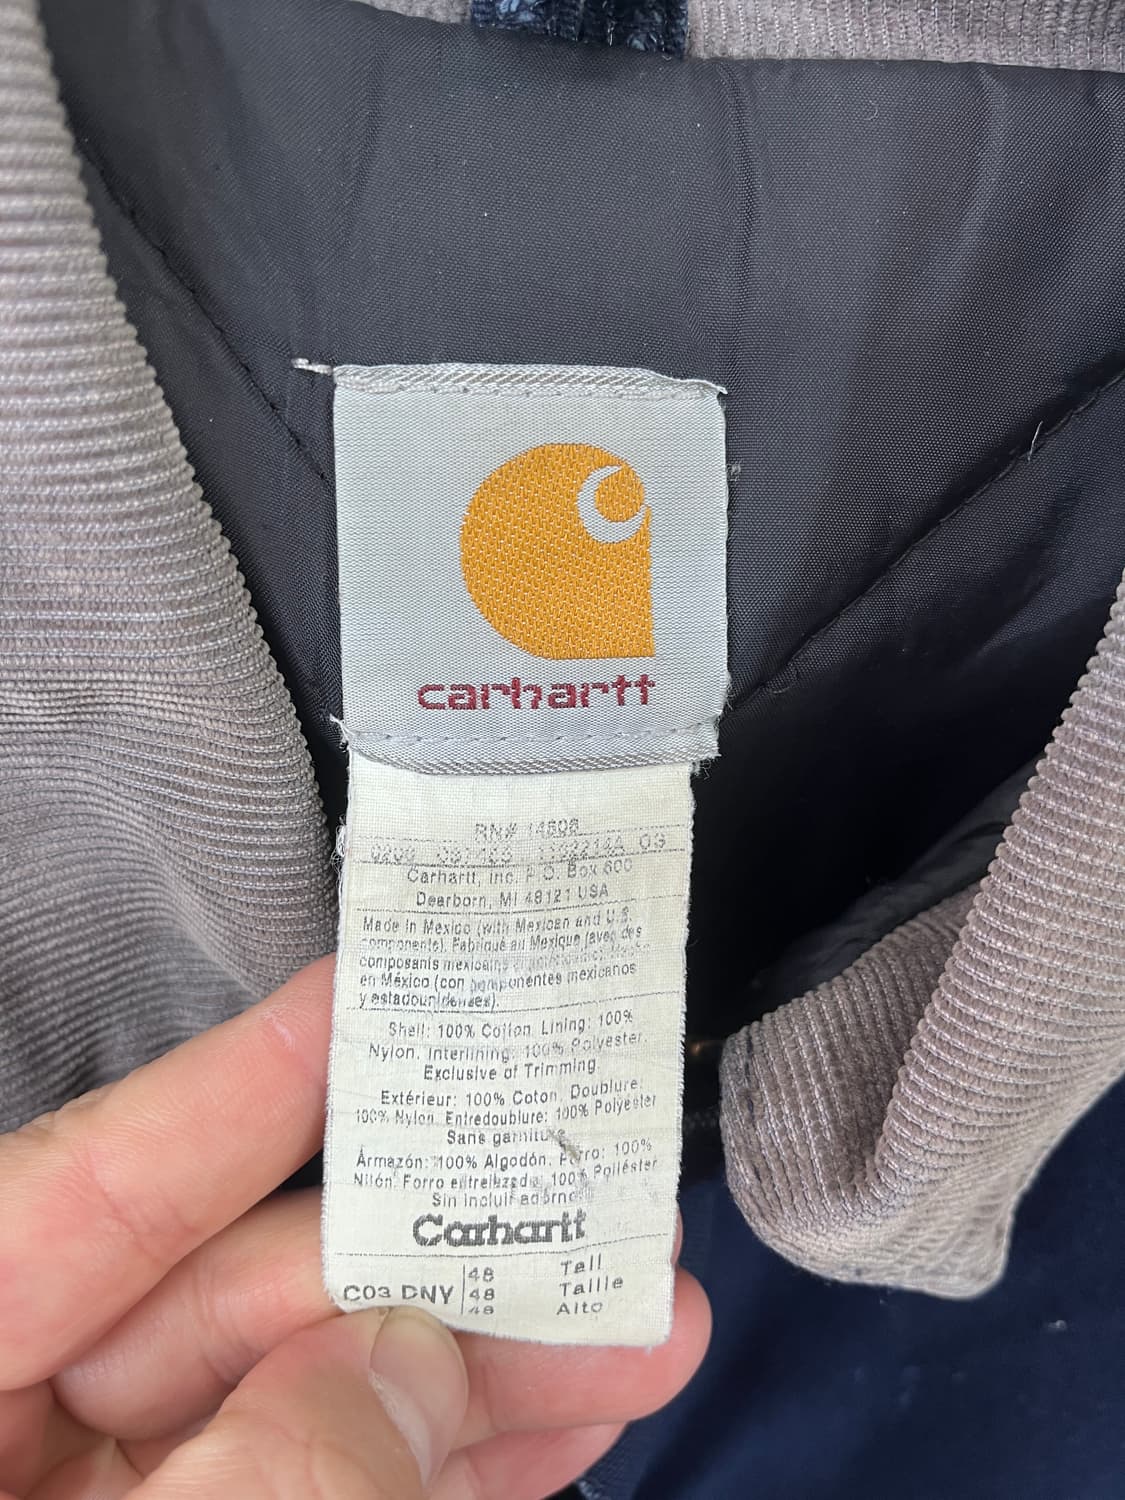 carhartt
RN# 14806
Carhartt, Inc. P.O. Box 600
Dearborn, MI 48121 USA
Made in Mexico (with Mexican and U.S.
components). Fabriqué au Mexique (avec des
composants mexicains
en México (con componentes mexicanos
y estadounidenses).
Shell: 100% Cotton. Lining: 100%
Nylon. Interlining: 100% Polyester.
Exclusive of Trimming.
Extérieur: 100% Coton. Doublure:
100% Nylon. Entredoublure: 100% Polyester
Sans garniture
Armazón: 100% Algodón. Forro: 100%
Nilón. Forro 100% Poliéster
Sin incluir adornos
Carhartt
48 Tall
C03 DNY 48 Taille
48 Alto